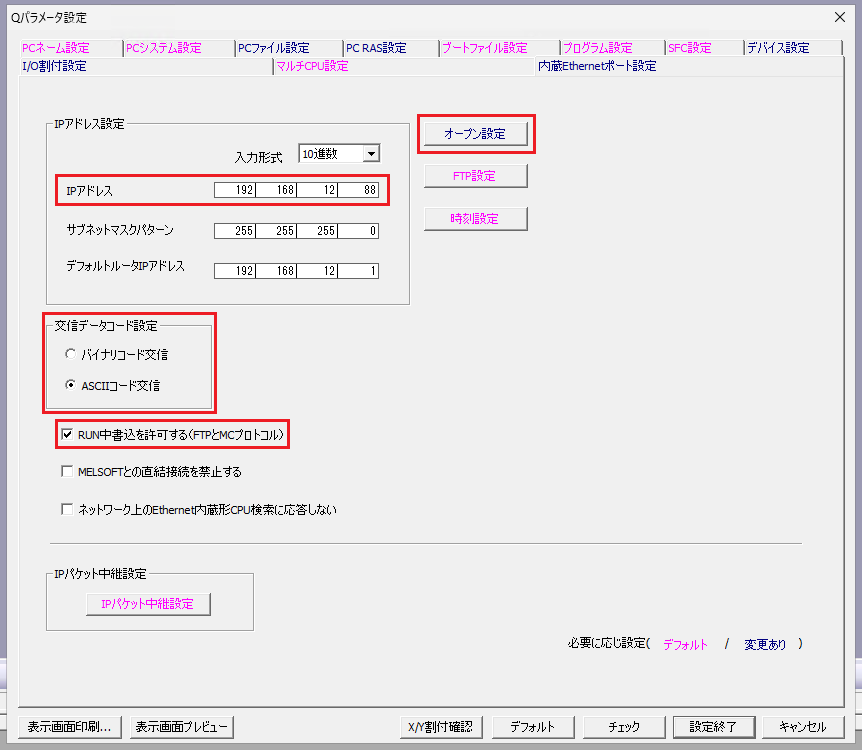 Qパラメータ設定
PCネーム設定 PCシステム設定 PCファイル設定 PC RAS設定 ブートファイル設定 プログラム設定 SFC設定 デバイス設定
I/O割付設定 マルチCPU設定 内蔵Ethernetポート設定
IPアドレス設定
入力形式 10進数
IPアドレス 192 168 12 88
サブネットマスクパターン 255 255 255 0
デフォルトルータIPアドレス 192 168 12 1
オープン設定
FTP設定
時刻設定
交信データコード設定
バイナリコード交信
ASCIIコード交信
RUN中書込を許可する(FTPとMCプロトコル)
MELSOFTとの直結接続を禁止する
ネットワーク上のEthernet内蔵形CPU検索に応答しない
IPパケット中継設定
IPパケット中継設定
必要に応じ設定( デフォルト / 変更あり )
表示画面印刷... 表示画面プレビュー X/Y割付確認 デフォルト チェック 設定終了 キャンセル